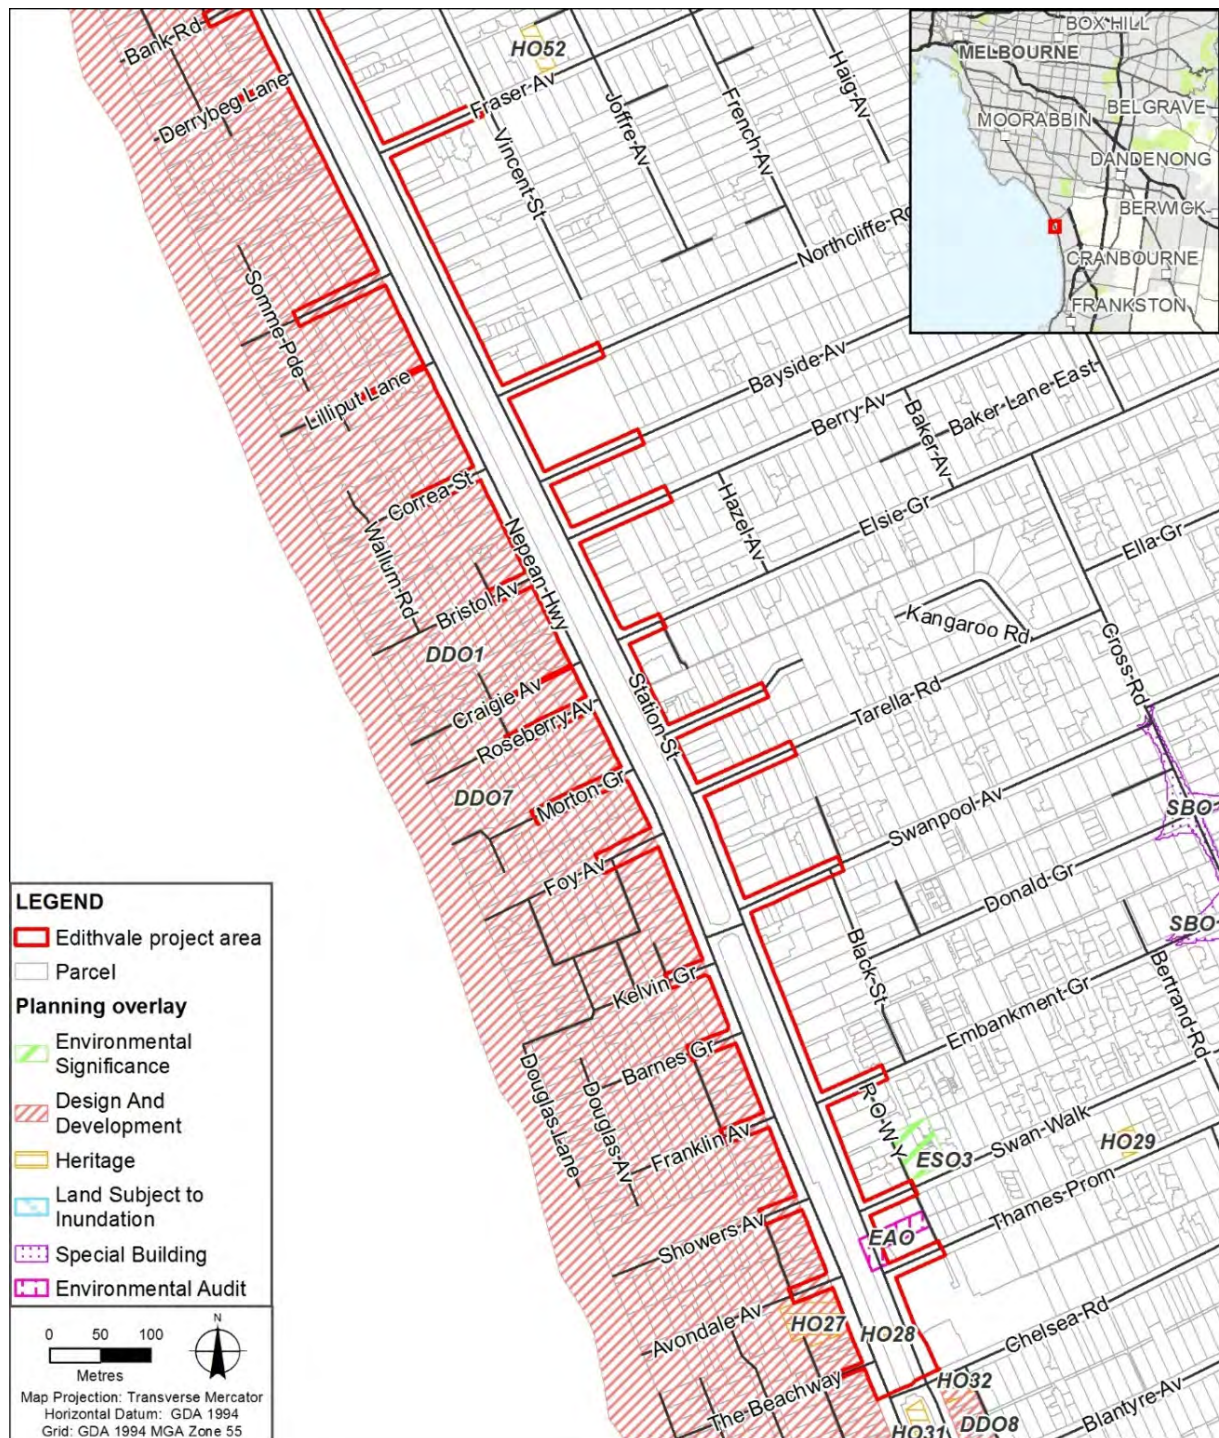 Bank Rd
Derrybeg Lane
HO52
Fraser Av
Vincent St
Joffre Av
French Av
Haig Av
Northcliffe Rd
BOX HILL
MELBOURNE
BELGRAVE
MOORABBIN
DANDENONG
BERWICK
CRANBOURNE
FRANKSTON
Somme Pde
Lilliput Lane
Bayside Av
Berry Av
Baker Av
Baker Lane East
Correa St
Wallum Rd
Nepean Hwy
Hazel Av
Elsie Gr
Ella Gr
Bristol Av
DDO1
Kangaroo Rd
Cross Rd
Craigie Av
Roseberry Av
Station St
Tarella Rd
DDO7
Morton Gr
Swanpool Av
SBO
Foy Av
Donald Gr
SBO
Black St
Kelvin Gr
Embankment Gr
Bertrand Rd
Barnes Gr
Douglas Lane
Douglas Av
Franklin Av
R O W Y
ESO3
Swan Walk
HO29
Thames Prom
Showers Av
EAO
Avondale Av
HO27
HO28
Chelsea Rd
The Beachway
HO32
HO31
DDO8
Blantyre Av
LEGEND
Edithvale project area
Parcel
Planning overlay
Environmental
Significance
Design And
Development
Heritage
Land Subject to
Inundation
Special Building
Environmental Audit
N
0 50 100
Metres
Map Projection: Transverse Mercator
Horizontal Datum: GDA 1994
Grid: GDA 1994 MGA Zone 55